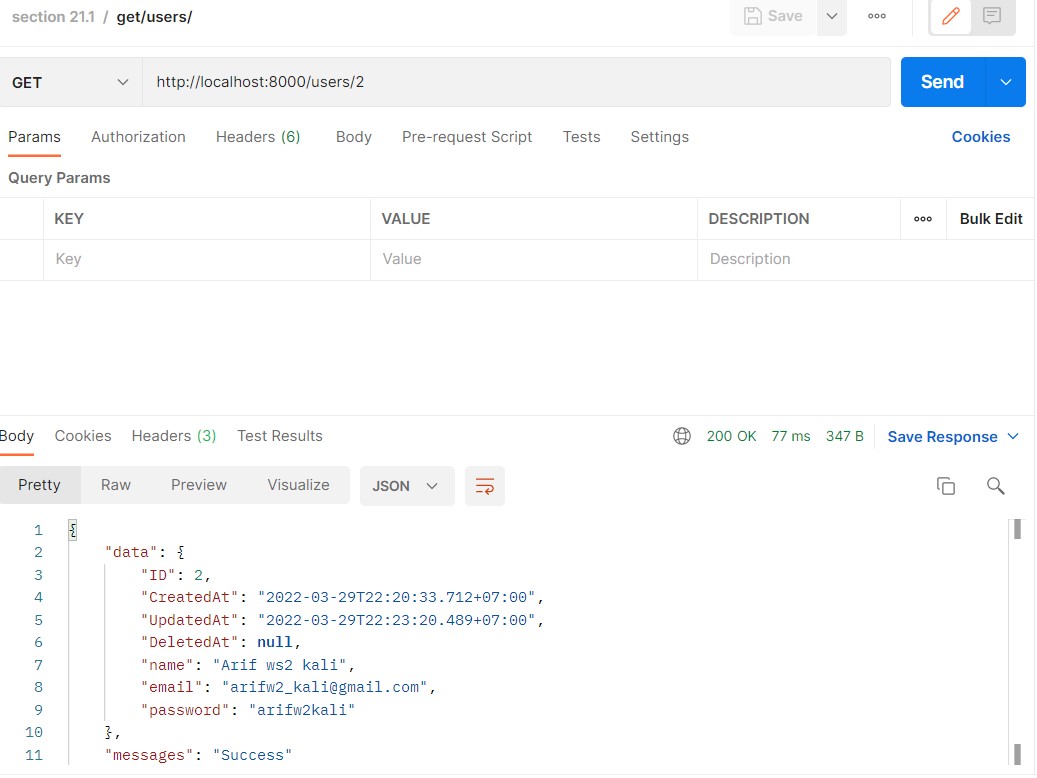 section 21.1 / get/users/ Save ooo
GET http://localhost:8000/users/2 Send
Params Authorization Headers (6) Body Pre-request Script Tests Settings Cookies
Query Params
KEY VALUE DESCRIPTION ooo Bulk Edit
Key Value Description
Body Cookies Headers (3) Test Results 200 OK 77 ms 347 B Save Response
Pretty Raw Preview Visualize JSON
1 {
2 "data": {
3 "ID": 2,
4 "CreatedAt": "2022-03-29T22:20:33.712+07:00",
5 "UpdatedAt": "2022-03-29T22:23:20.489+07:00",
6 "DeletedAt": null,
7 "name": "Arif ws2 kali",
8 "email": "arifw2_kali@gmail.com",
9 "password": "arifw2kali"
10 },
11 "messages": "Success"